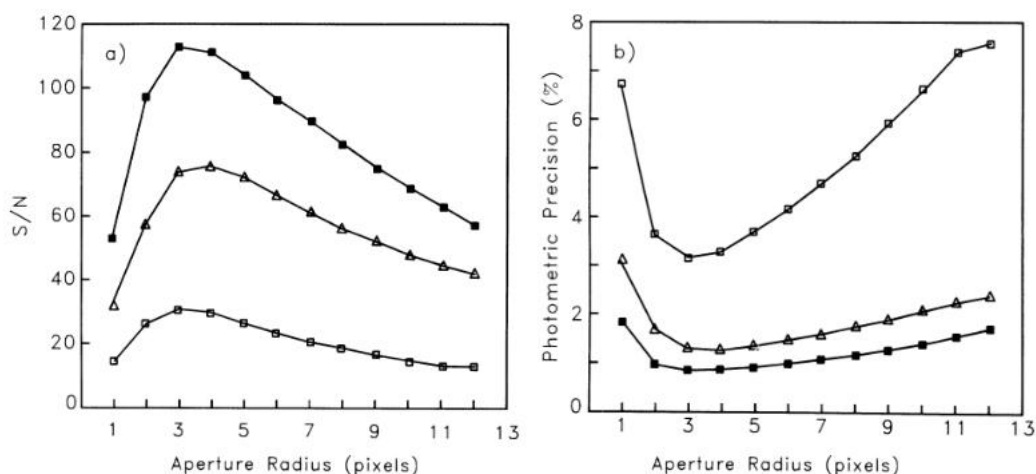 120
a)
100
80
60
40
20
0
S/N
1 3 5 7 9 11 13
Aperture Radius (pixels)
8
b)
6
4
2
0
Photometric Precision (%)
1 3 5 7 9 11 13
Aperture Radius (pixels)